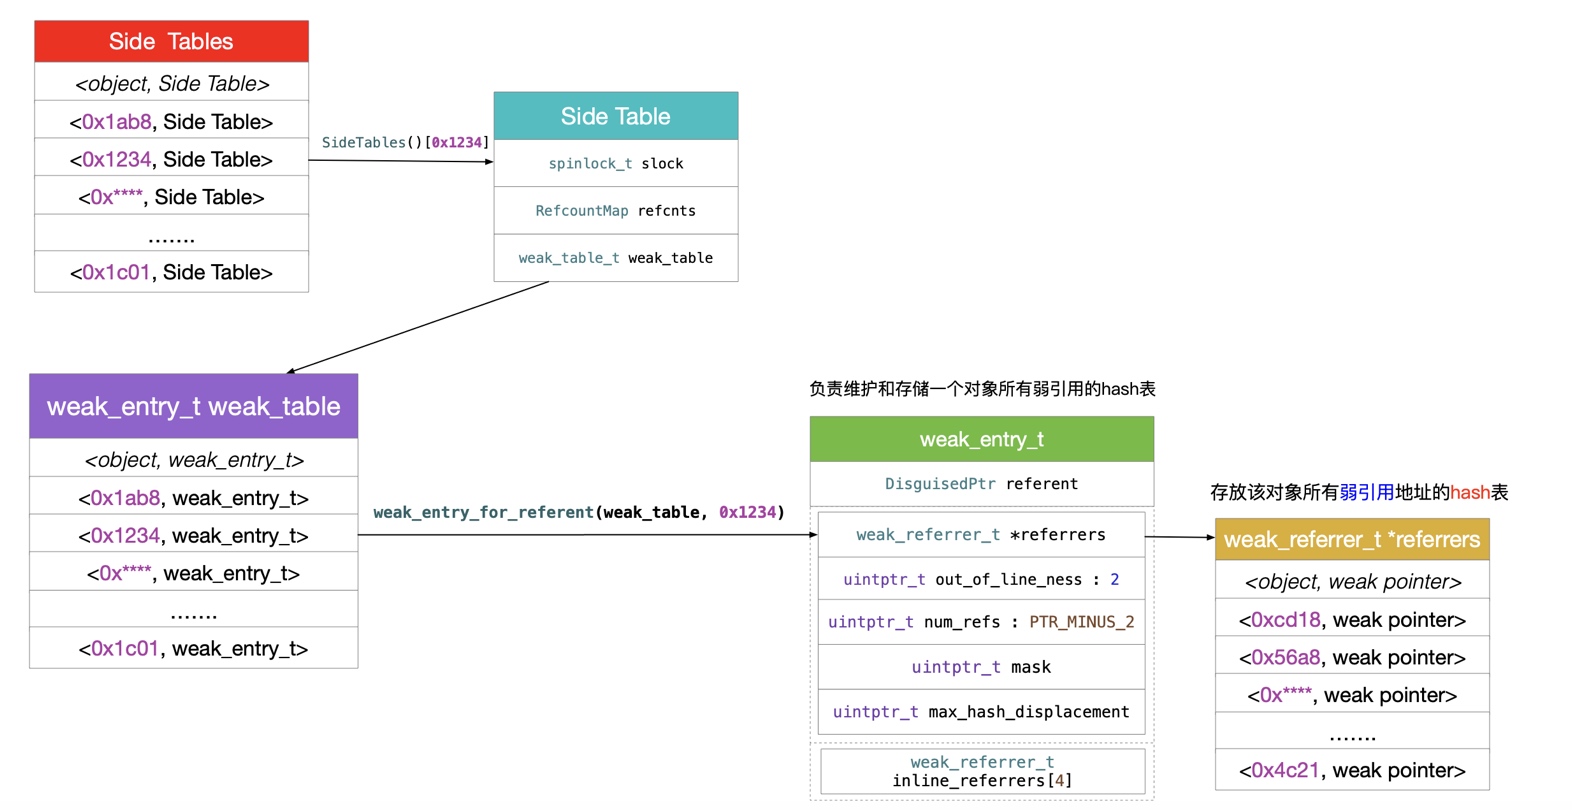 Side Tables
<object, Side Table>
<0x1ab8, Side Table>
<0x1234, Side Table>
<0x****, Side Table>
.......
<0x1c01, Side Table>
SideTables()[0x1234]
Side Table
spinlock_t slock
RefcountMap refcnts
weak_table_t weak_table
weak_entry_t weak_table
<object, weak_entry_t>
<0x1ab8, weak_entry_t>
<0x1234, weak_entry_t>
<0x****, weak_entry_t>
.......
<0x1c01, weak_entry_t>
weak_entry_for_referent(weak_table, 0x1234)
负责维护和存储一个对象所有弱引用的hash表
weak_entry_t
DisguisedPtr referent
weak_referrer_t *referrers
uintptr_t out_of_line_ness : 2
uintptr_t num_refs : PTR_MINUS_2
uintptr_t mask
uintptr_t max_hash_displacement
weak_referrer_t
inline_referrers[4]
存放该对象所有弱引用地址的hash表
weak_referrer_t *referrers
<object, weak pointer>
<0xcd18, weak pointer>
<0x56a8, weak pointer>
<0x****, weak pointer>
.......
<0x4c21, weak pointer>